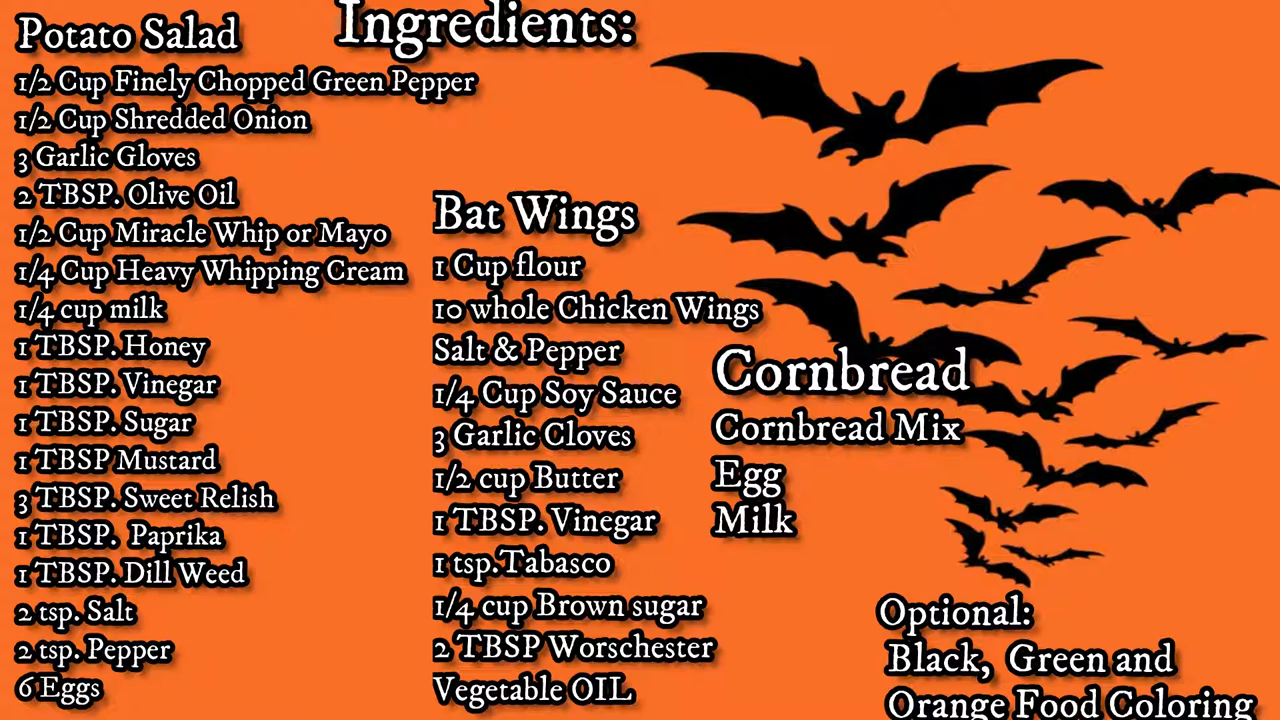 Ingredients:
Potato Salad
1/2 Cup Finely Chopped Green Pepper
1/2 Cup Shredded Onion
3 Garlic Gloves
2 TBSP. Olive Oil
1/2 Cup Miracle Whip or Mayo
1/4 Cup Heavy Whipping Cream
1/4 cup milk
1 TBSP. Honey
1 TBSP. Vinegar
1 TBSP. Sugar
1 TBSP Mustard
3 TBSP. Sweet Relish
1 TBSP. Paprika
1 TBSP. Dill Weed
2 tsp. Salt
2 tsp. Pepper
6 Eggs
Bat Wings
1 Cup flour
10 whole Chicken Wings
Salt & Pepper
1/4 Cup Soy Sauce
3 Garlic Cloves
1/2 cup Butter
1 TBSP. Vinegar
1 tsp.Tabasco
1/4 cup Brown sugar
2 TBSP Worschester
Vegetable OIL
Cornbread
Cornbread Mix
Egg
Milk
Optional:
Black, Green and
Orange Food Coloring